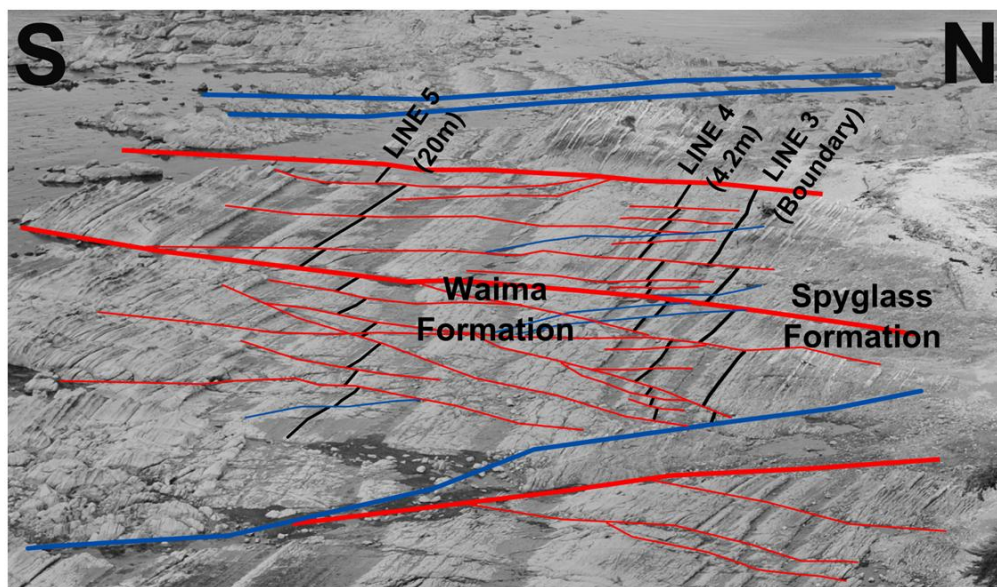 S
N
LINE 5
(20m)
LINE 4
(4.2m)
LINE 3
(Boundary)
Waima
Formation
Spyglass
Formation